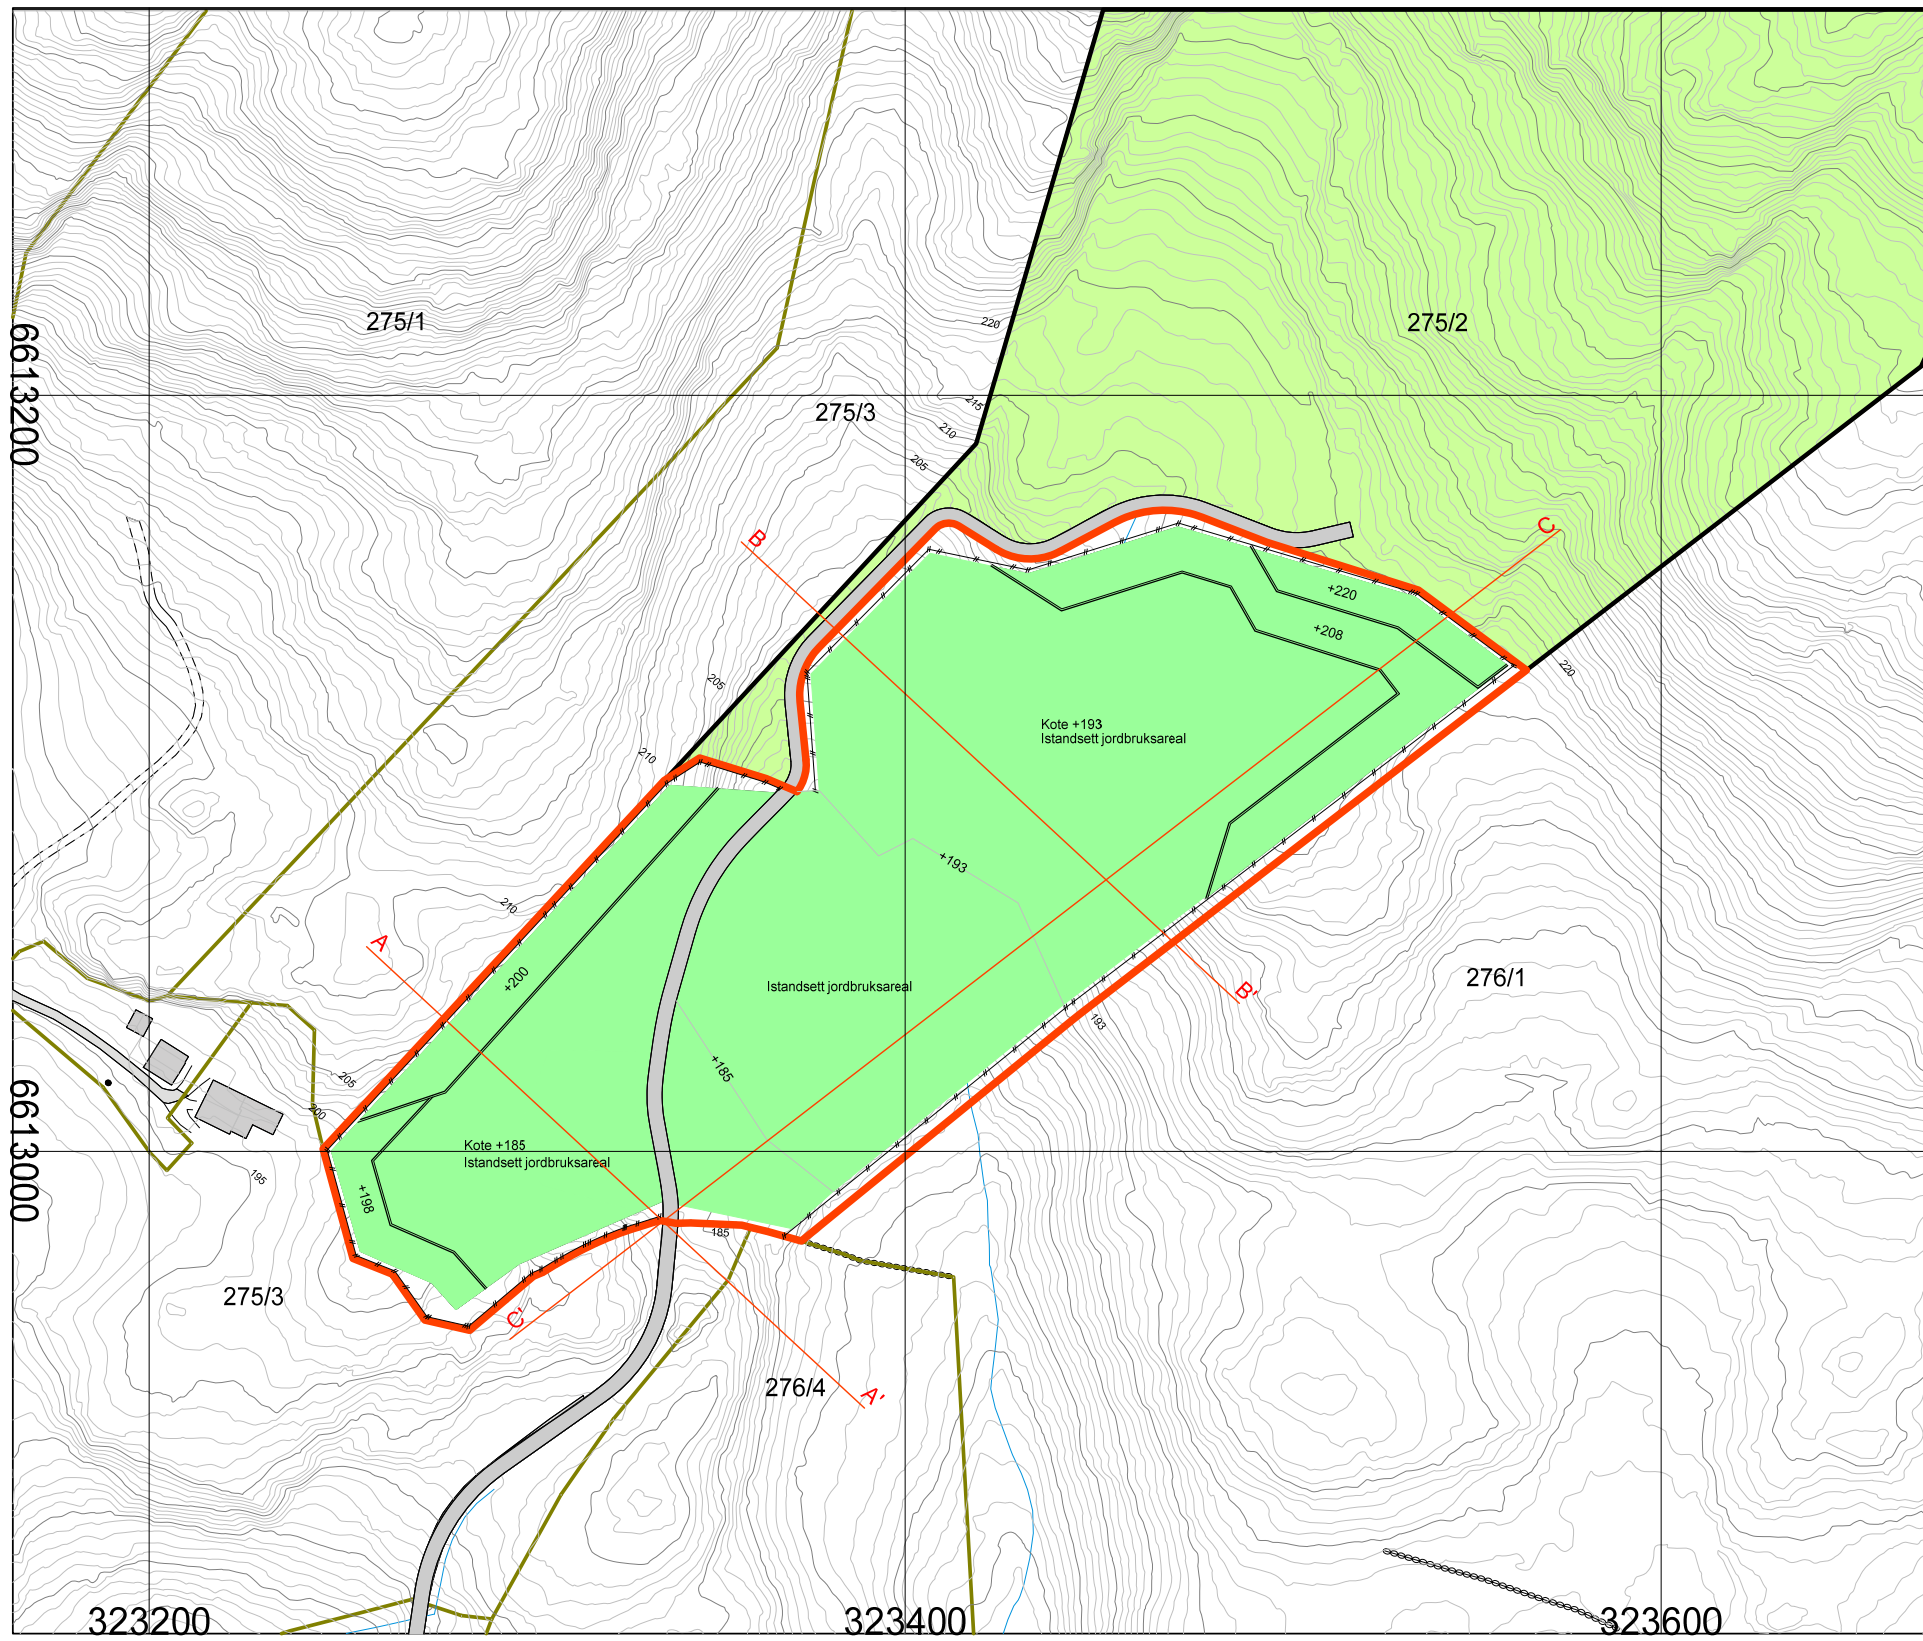 275/1
275/2
220
6613200
215
275/3
210
205
B
C
+220
+208
220
205
Kote +193
Istandsett jordbruksareal
210
+193
210
A
+200
Istandsett jordbruksareal
276/1
B'
193
+185
205
200
6613000
Kote +185
Istandsett jordbruksareal
195
+198
185
275/3
C'
276/4
A'
323200
323400
323600